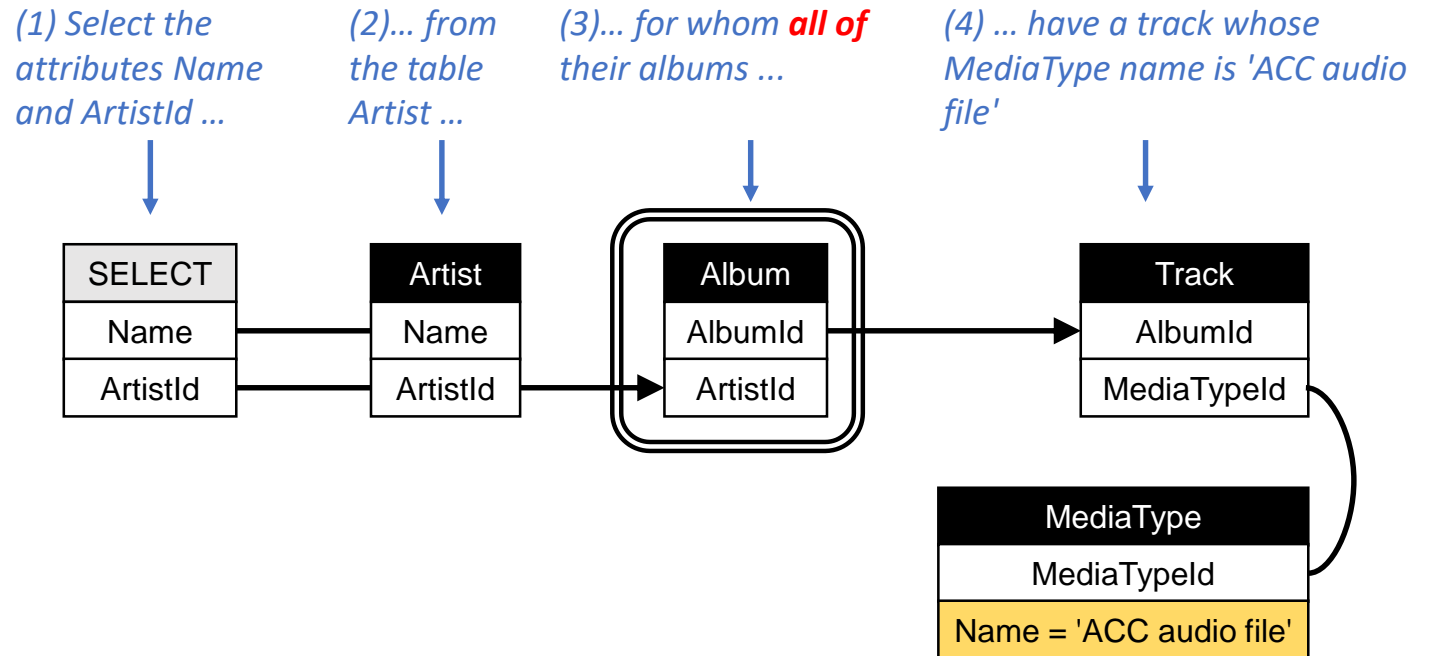 (1) Select the
attributes Name
and ArtistId …
(2)… from
the table
Artist …
(3)… for whom all of
their albums ...
(4) … have a track whose
MediaType name is 'ACC audio
file'
SELECT
Name
ArtistId
Artist
Name
ArtistId
Album
AlbumId
ArtistId
Track
AlbumId
MediaTypeId
MediaType
MediaTypeId
Name = 'ACC audio file'